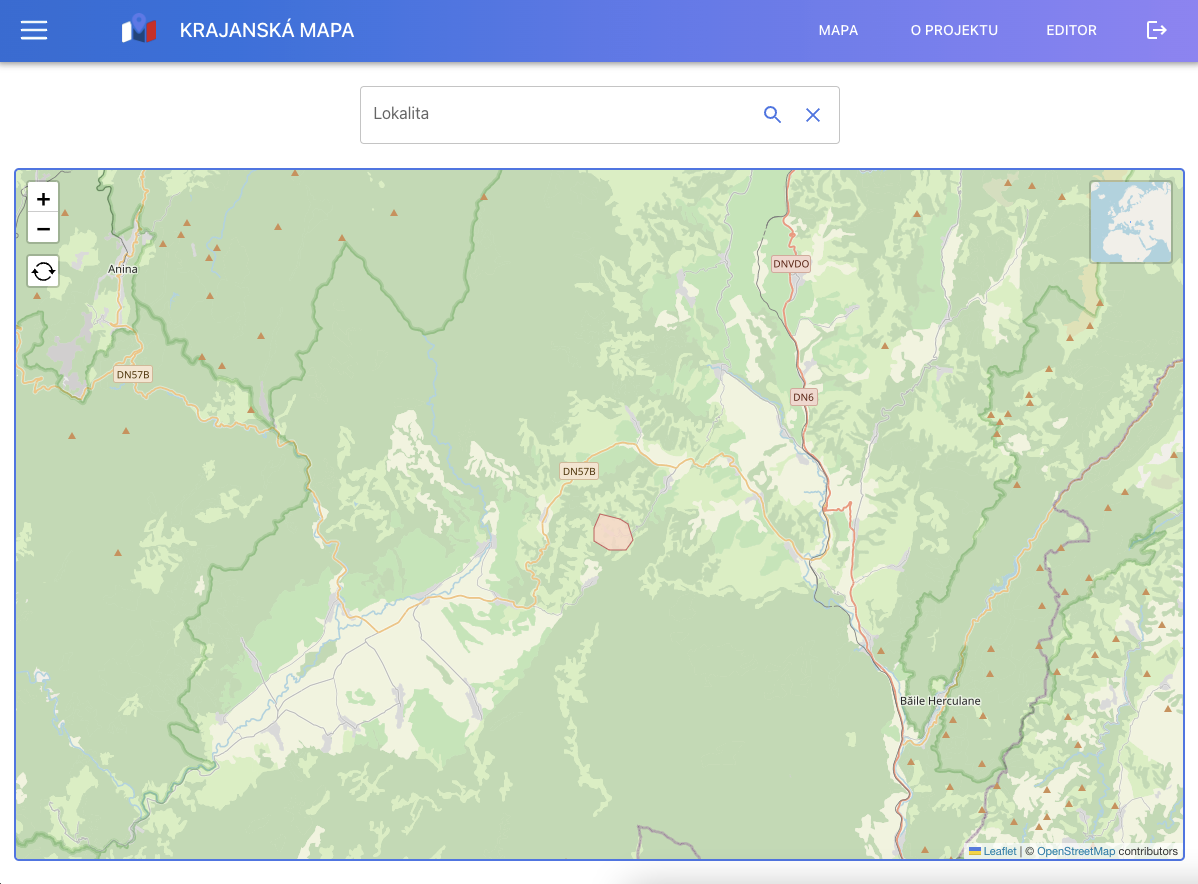 KRAJANSKÁ MAPA
MAPA
O PROJEKTU
EDITOR
Lokalita
+
−
Anina
DNVDO
DN57B
DN6
DN57B
Băile Herculane
Leaflet | © OpenStreetMap contributors